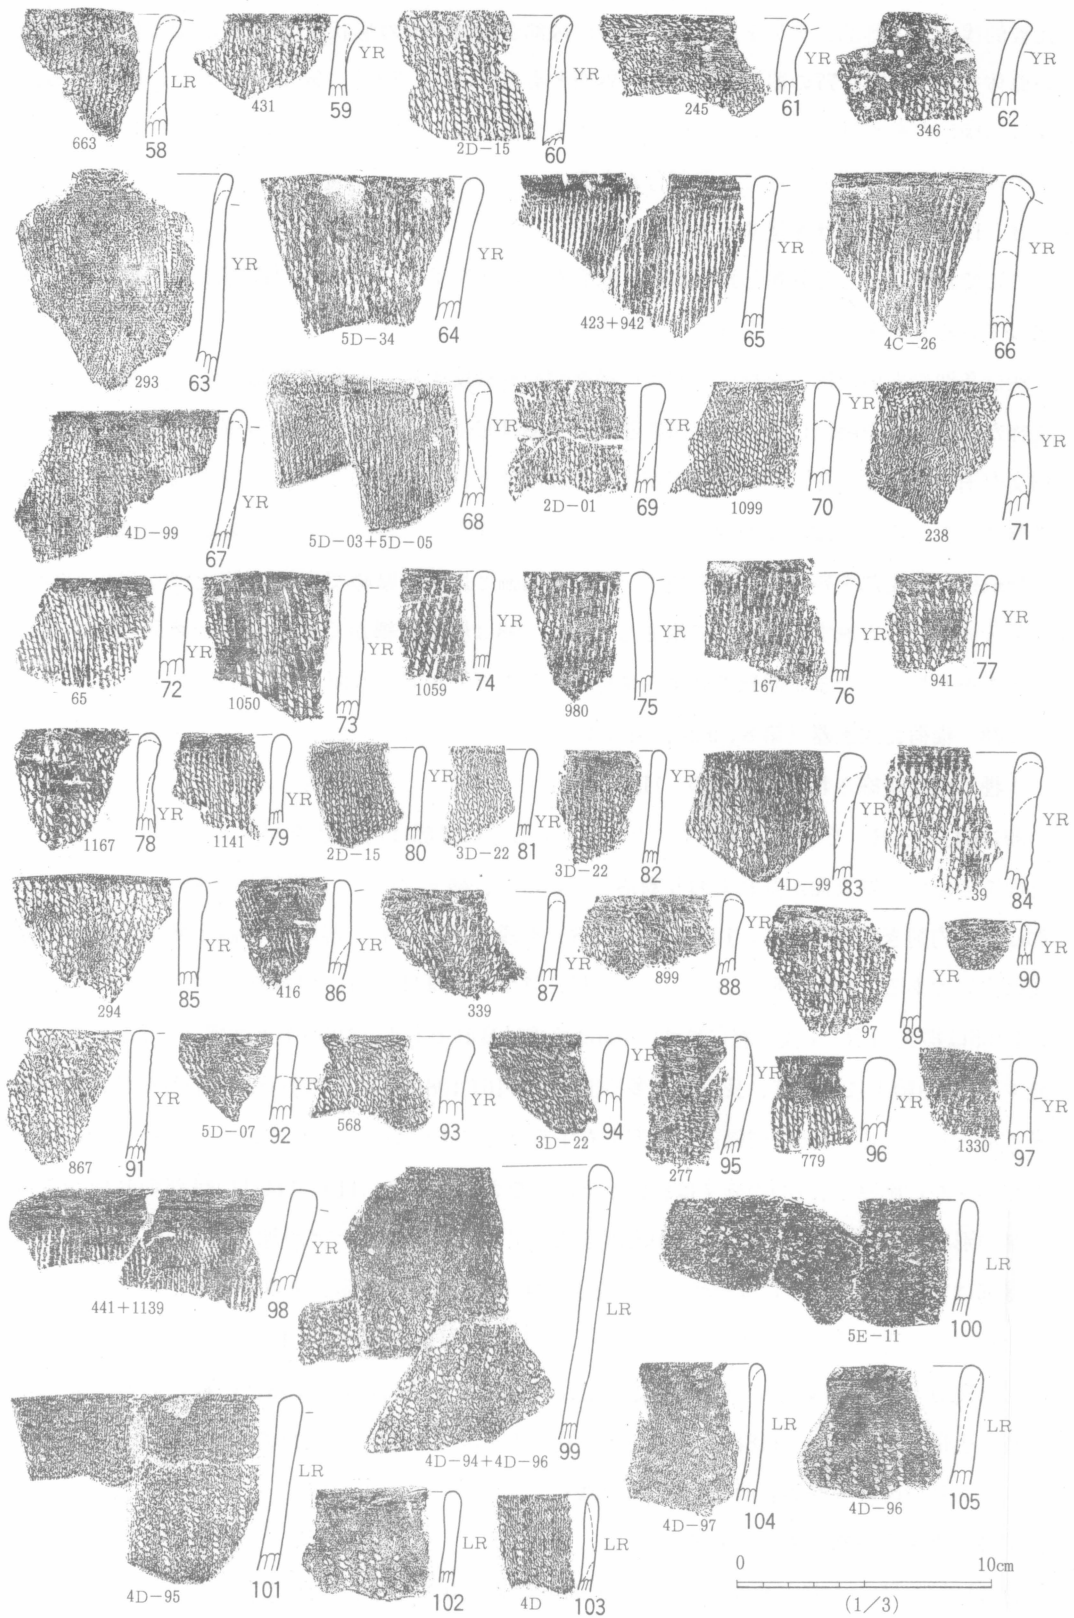 663 58 LR
431 59 YR
2D-15 60 YR
245 61 YR
346 62 YR
293 63 YR
5D-34 64 YR
423+942 65 YR
4C-26 66 YR
4D-99 67 YR
5D-03+5D-05 68 YR
2D-01 69 YR
1099 70 YR
238 71 YR
65 72 YR
1050 73 YR
1059 74 YR
980 75 YR
167 76 YR
941 77 YR
1167 78 YR
1141 79 YR
2D-15 80 YR
3D-22 81 YR
3D-22 82 YR
4D-99 83 YR
39 84 YR
294 85 YR
416 86 YR
339 87 YR
899 88 YR
97 89 YR
90 YR
867 91 YR
5D-07 92 YR
568 93 YR
3D-22 94 YR
277 95 YR
779 96 YR
1330 97 YR
441+1139 98 YR
4D-94+4D-96 99 LR
5E-11 100 LR
4D-95 101 LR
102 LR
4D 103 LR
4D-97 104 LR
4D-96 105 LR
0 10cm
(1/3)